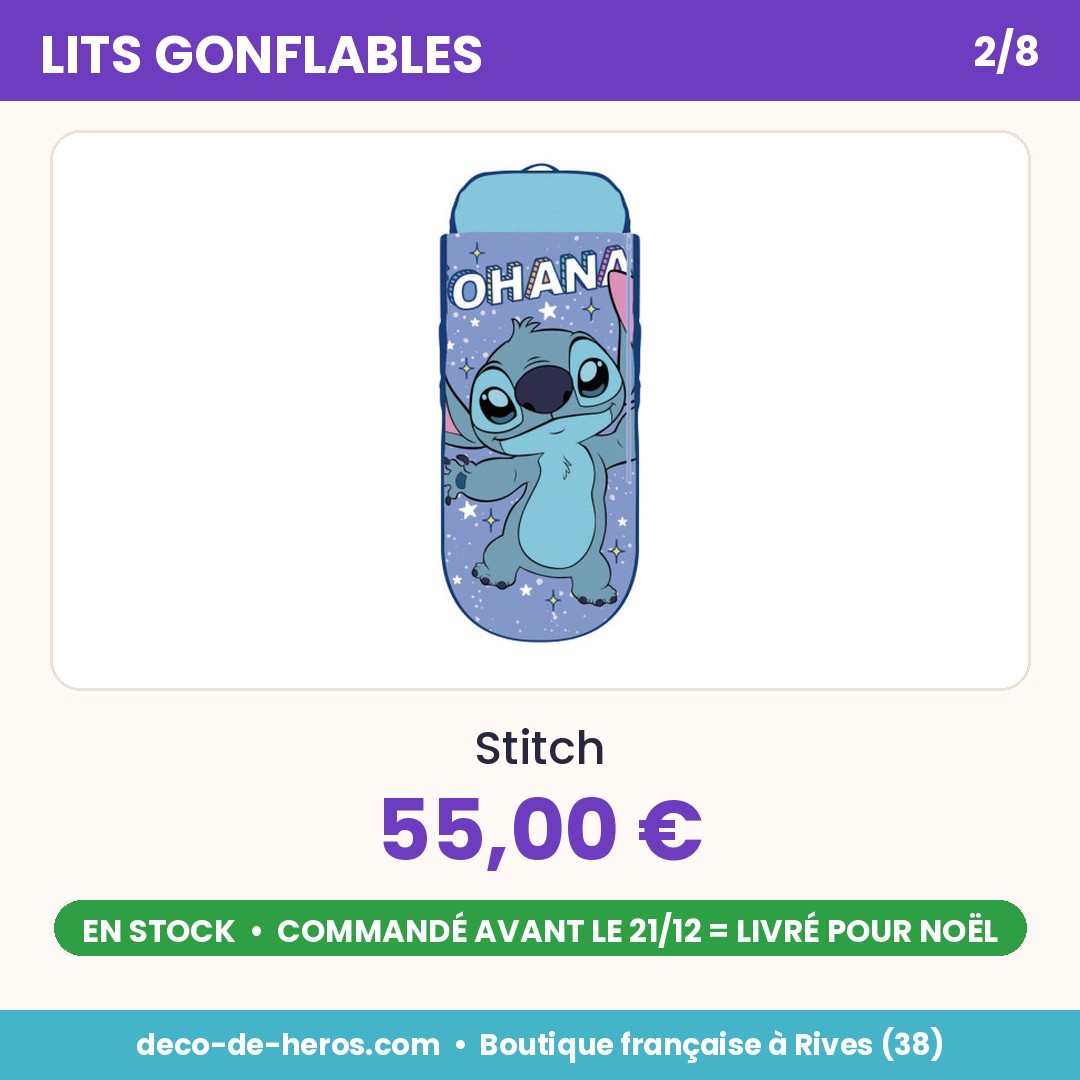 LITS GONFLABLES
2/8
OHANA
Stitch
55,00 €
EN STOCK • COMMANDÉ AVANT LE 21/12 = LIVRÉ POUR NOËL
deco-de-heros.com • Boutique française à Rives (38)